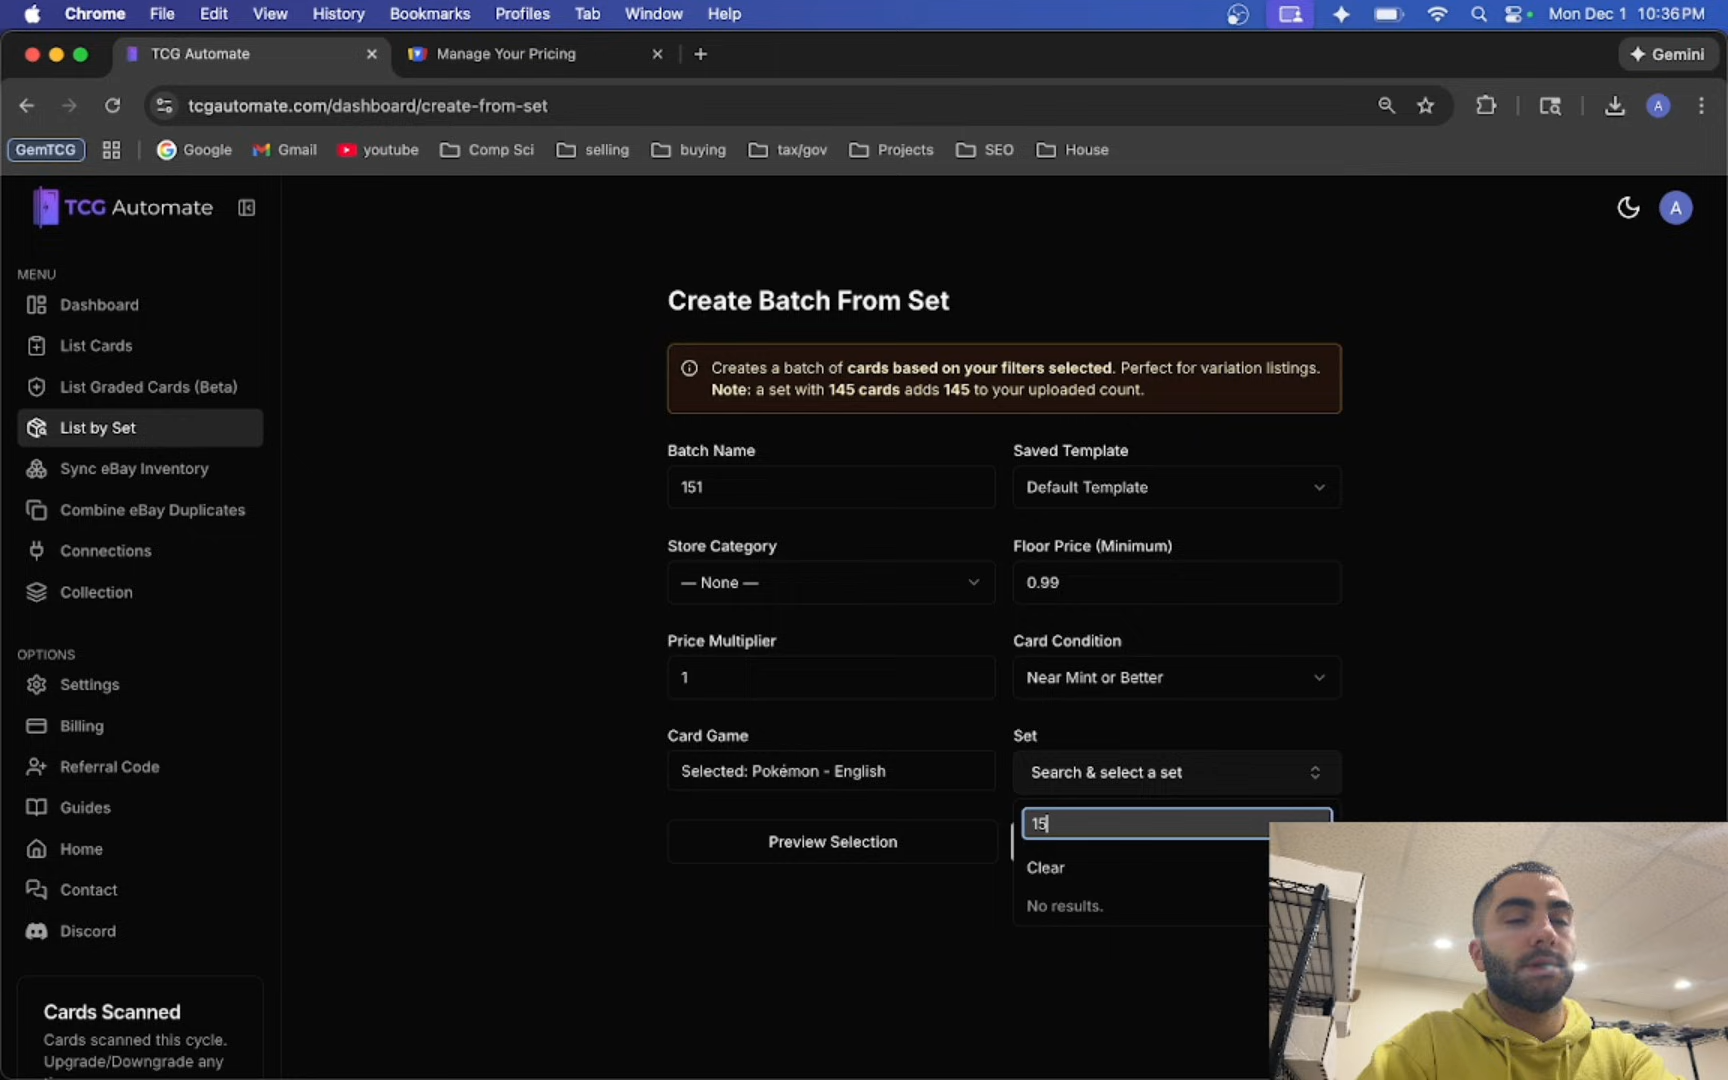 Chrome File Edit View History Bookmarks Profiles Tab Window Help Mon Dec 1 10:36 PM
TCG Automate Manage Your Pricing Gemini
tcgautomate.com/dashboard/create-from-set A
GemTCG Google Gmail youtube Comp Sci selling buying tax/gov Projects SEO House
TCG Automate A
MENU
Dashboard
List Cards
List Graded Cards (Beta)
List by Set
Sync eBay Inventory
Combine eBay Duplicates
Connections
Collection
OPTIONS
Settings
Billing
Referral Code
Guides
Home
Contact
Discord
Cards Scanned
Cards scanned this cycle.
Upgrade/Downgrade any
Create Batch From Set
Creates a batch of cards based on your filters selected. Perfect for variation listings.
Note: a set with 145 cards adds 145 to your uploaded count.
Batch Name Saved Template
151 Default Template
Store Category Floor Price (Minimum)
— None — 0.99
Price Multiplier Card Condition
1 Near Mint or Better
Card Game Set
Selected: Pokémon - English Search & select a set
15
Preview Selection
Clear
No results.